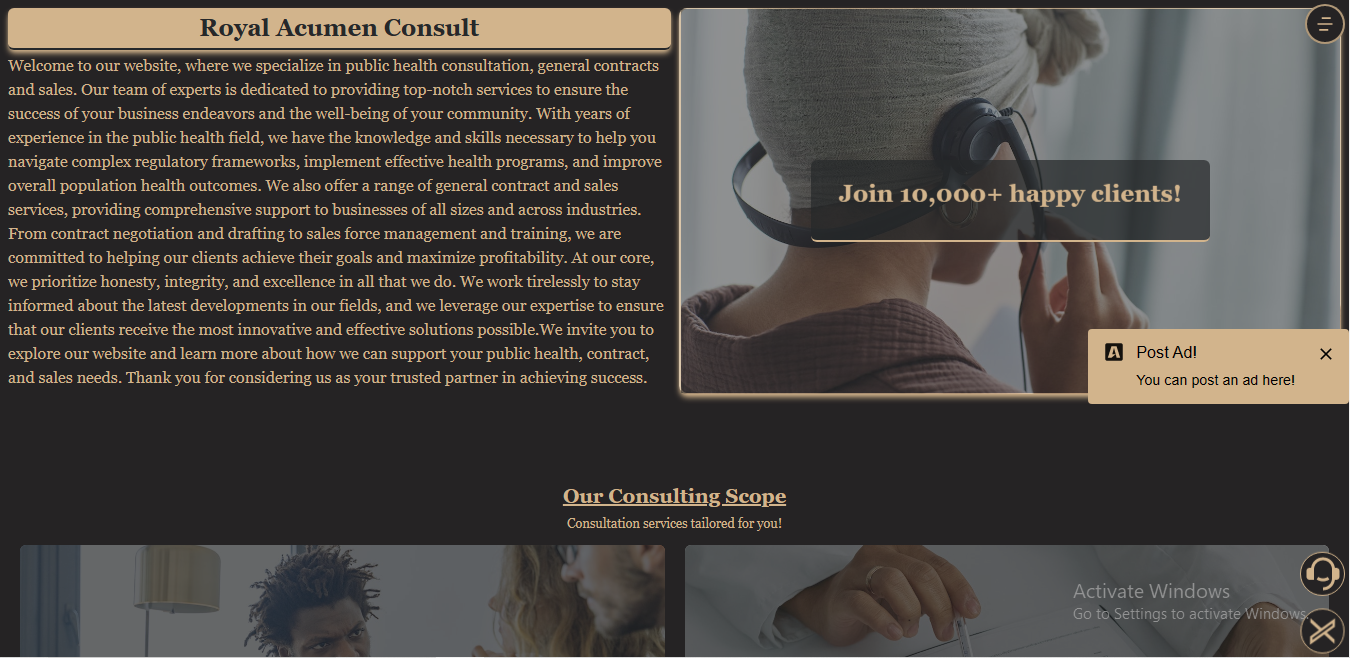 Royal Acumen Consult
Welcome to our website, where we specialize in public health consultation, general contracts
and sales. Our team of experts is dedicated to providing top-notch services to ensure the
success of your business endeavors and the well-being of your community. With years of
experience in the public health field, we have the knowledge and skills necessary to help you
navigate complex regulatory frameworks, implement effective health programs, and improve
overall population health outcomes. We also offer a range of general contract and sales
services, providing comprehensive support to businesses of all sizes and across industries.
From contract negotiation and drafting to sales force management and training, we are
committed to helping our clients achieve their goals and maximize profitability. At our core,
we prioritize honesty, integrity, and excellence in all that we do. We work tirelessly to stay
informed about the latest developments in our fields, and we leverage our expertise to ensure
that our clients receive the most innovative and effective solutions possible.We invite you to
explore our website and learn more about how we can support your public health, contract,
and sales needs. Thank you for considering us as your trusted partner in achieving success.
Join 10,000+ happy clients!
A Post Ad!
You can post an ad here!
Our Consulting Scope
Consultation services tailored for you!
Activate Windows
Go to Settings to activate Windows.